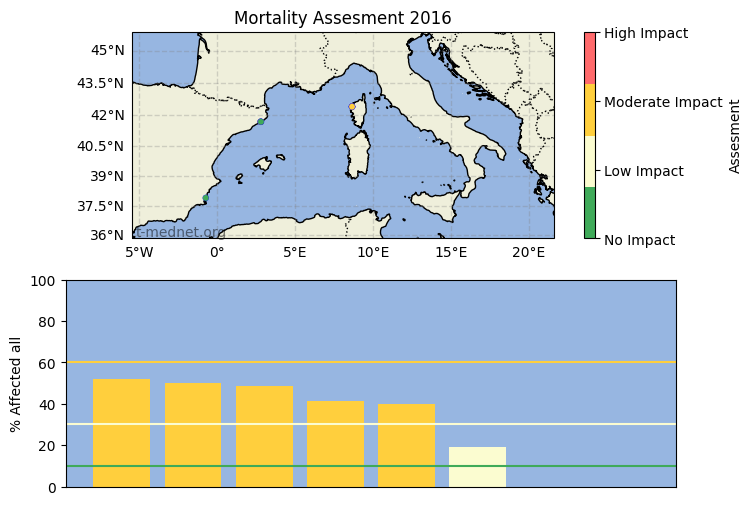 Mortality Assesment 2016
45°N
43.5°N
42°N
40.5°N
39°N
37.5°N
36°N
t-mednet.org
5°W 0° 5°E 10°E 15°E 20°E
High Impact
Moderate Impact
Low Impact
No Impact
Assesment
% Affected all
100
80
60
40
20
0